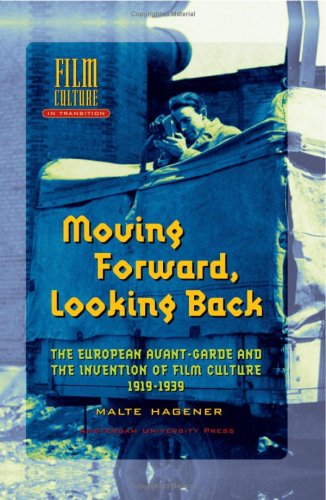 FILM
CULTURE
IN TRANSITION
Moving
Forward,
Looking Back
THE EUROPEAN AVANT-GARDE AND
THE INVENTION OF FILM CULTURE
1919-1939
MALTE HAGENER
AMSTERDAM UNIVERSITY PRESS